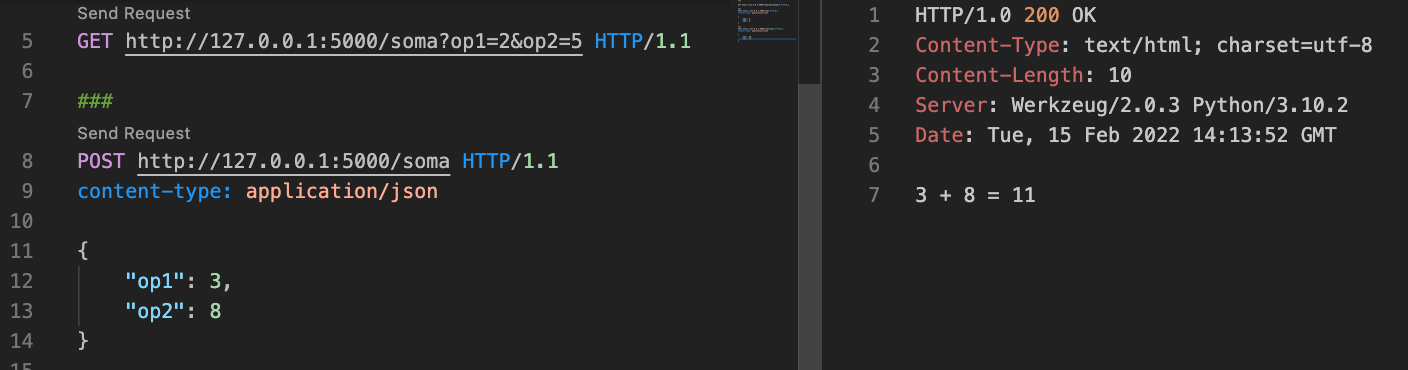 Send Request
5 GET http://127.0.0.1:5000/soma?op1=2&op2=5 HTTP/1.1
6
7 ###
Send Request
8 POST http://127.0.0.1:5000/soma HTTP/1.1
9 content-type: application/json
10
11 {
12 "op1": 3,
13 "op2": 8
14 }
15
1 HTTP/1.0 200 OK
2 Content-Type: text/html; charset=utf-8
3 Content-Length: 10
4 Server: Werkzeug/2.0.3 Python/3.10.2
5 Date: Tue, 15 Feb 2022 14:13:52 GMT
6
7 3 + 8 = 11